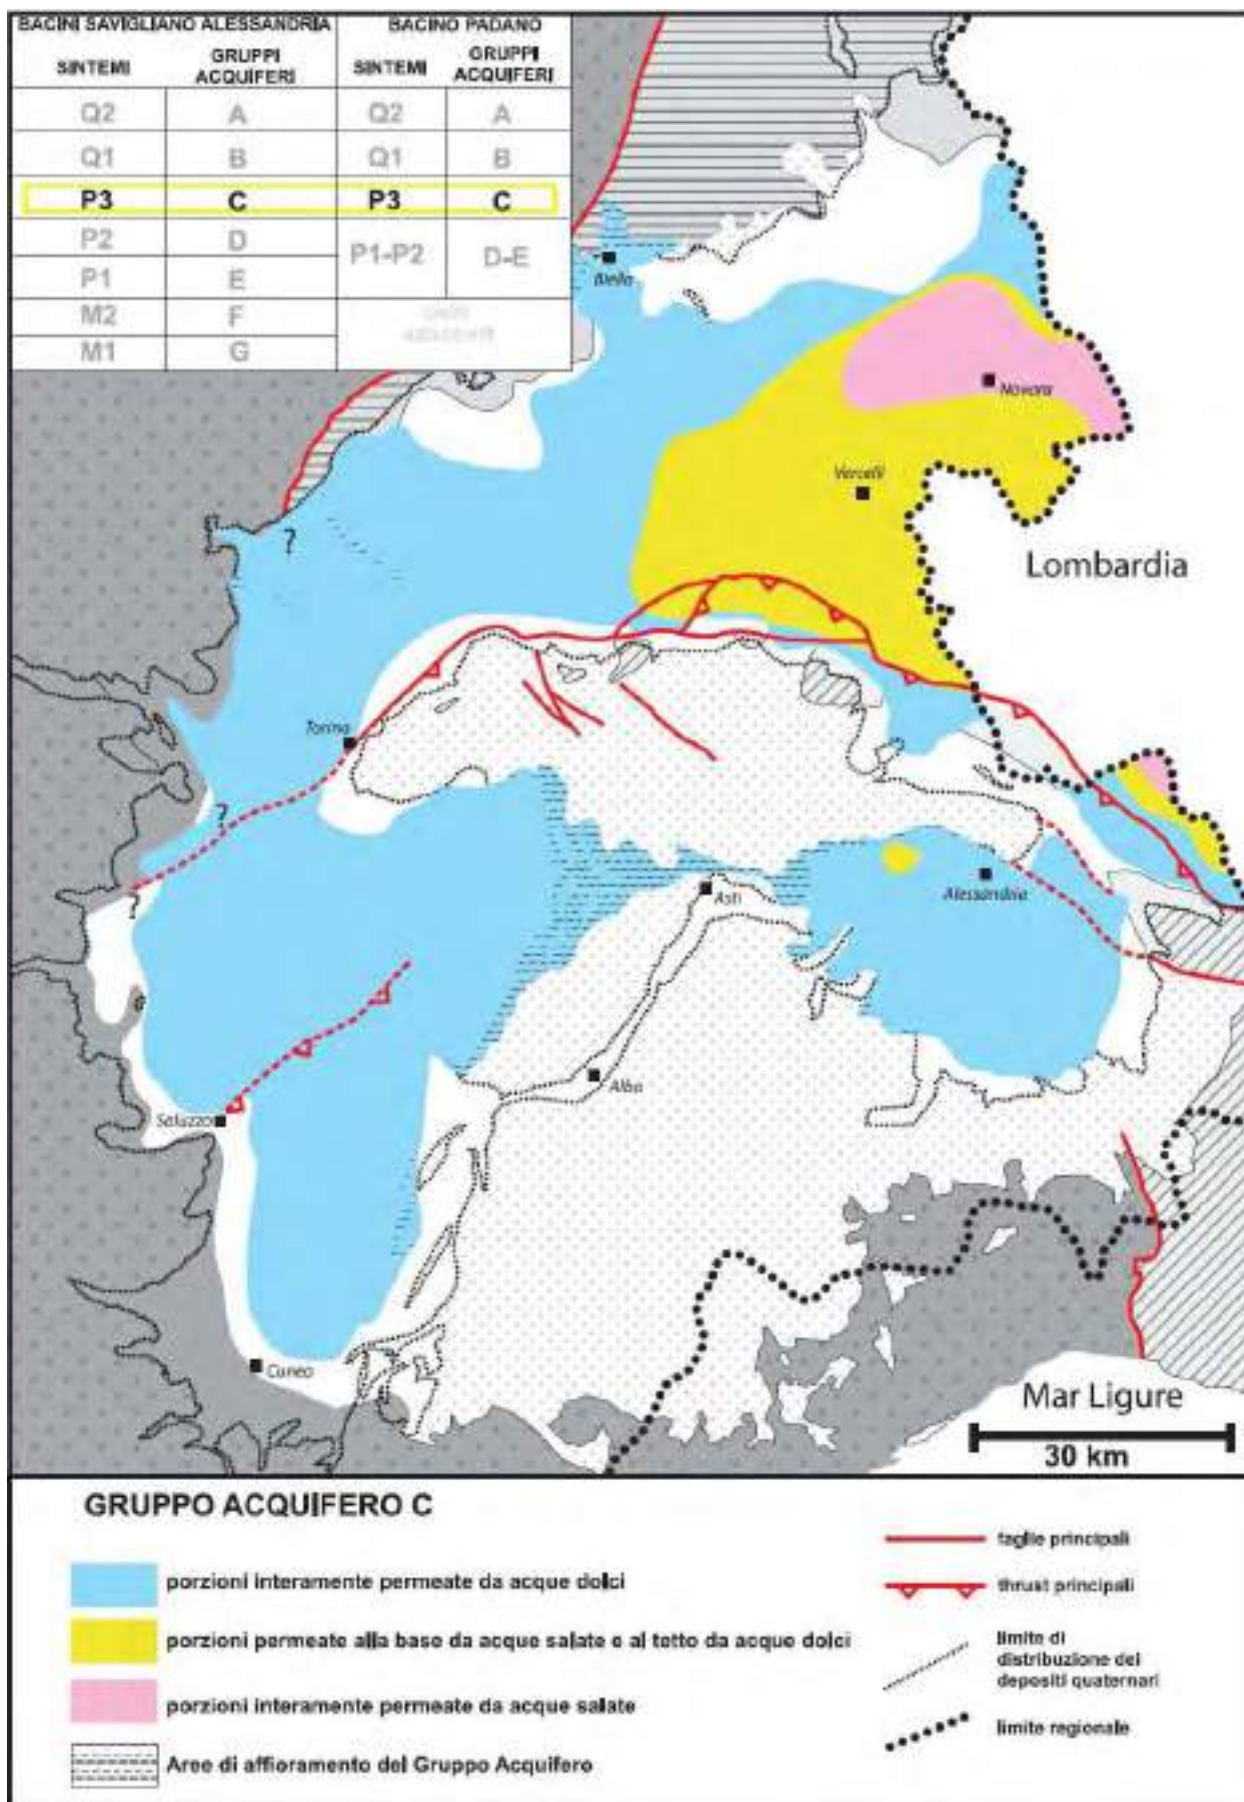 BACINI SAVIGLIANO ALESSANDRIA
BACINO PADANO
SINTEMI
GRUPPI
ACQUIFERI
SINTEMI
GRUPPI
ACQUIFERI
Q2 A Q2 A
Q1 B Q1 B
P3 C P3 C
P2 D P1-P2 D-E
P1 E
M2 F
M1 G
Biella
Novara
Vercelli
Lombardia
?
Torino
?
?
Alessandria
Asti
Alba
Saluzzo
Cuneo
Mar Ligure
30 km
GRUPPO ACQUIFERO C
porzioni interamente permeate da acque dolci
porzioni permeate alla base da acque salate e al tetto da acque dolci
porzioni interamente permeate da acque salate
Aree di affioramento del Gruppo Acquifero
faglie principali
thrust principali
limite di
distribuzione dei
depositi quaternari
limite regionale